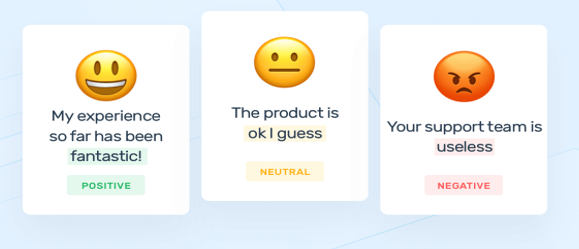 My experience
so far has been
fantastic!
POSITIVE
The product is
ok I guess
NEUTRAL
Your support team is
useless
NEGATIVE